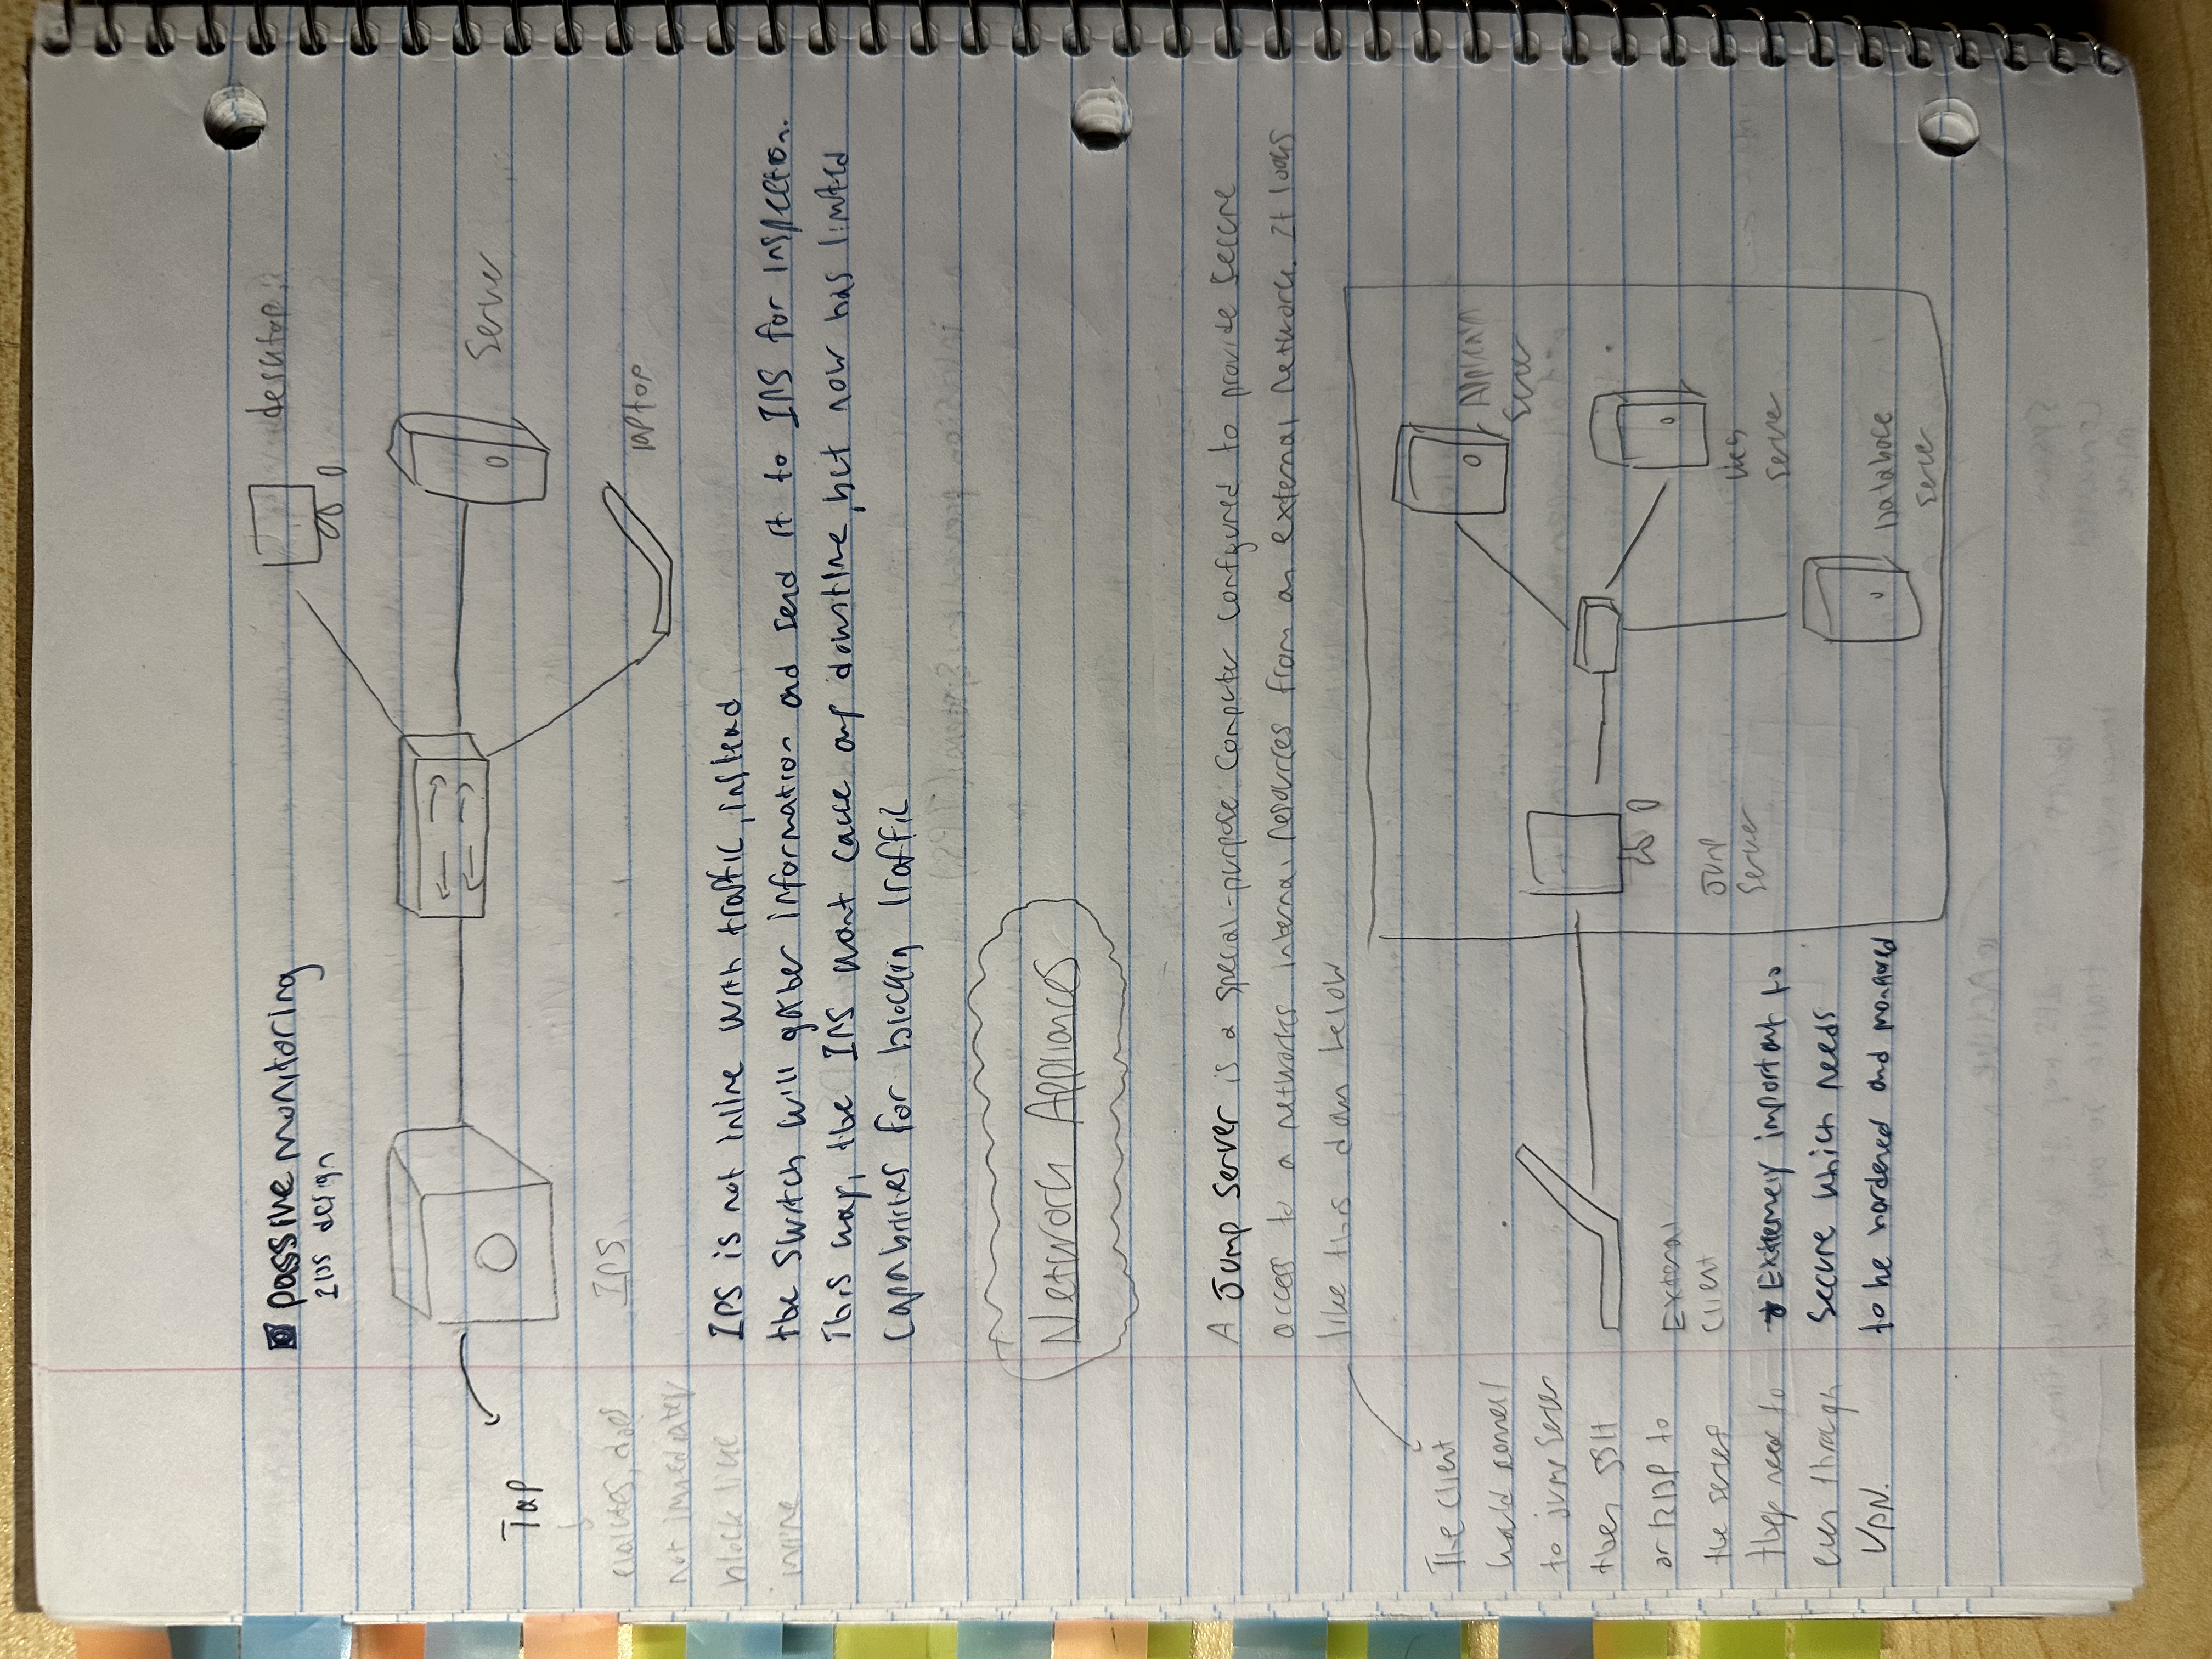 passive monitoring
IDS design
desktop
Server
Tap
IPS
laptop
evalutes, does
not immediately
block like
inline
IPS is not inline with traffic, instead
the switch will gather information and send it to IPS for inspection.
This way, the IPS wont cause any downtime, but now has limited
capabilities for blocking traffic
Network Appliances
A Jump Server is a special-purpose computer configured to provide secure
access to a networks internal resources from an external network. It looks
like this down below
The client
would connect
to jump server
then SSH
or RDP to
the server
they need to
even through
VPN.
External
Client
* Extremely important to
secure which needs
to be hardened and monitored
Jump
Server
Server
Server
Database
Server